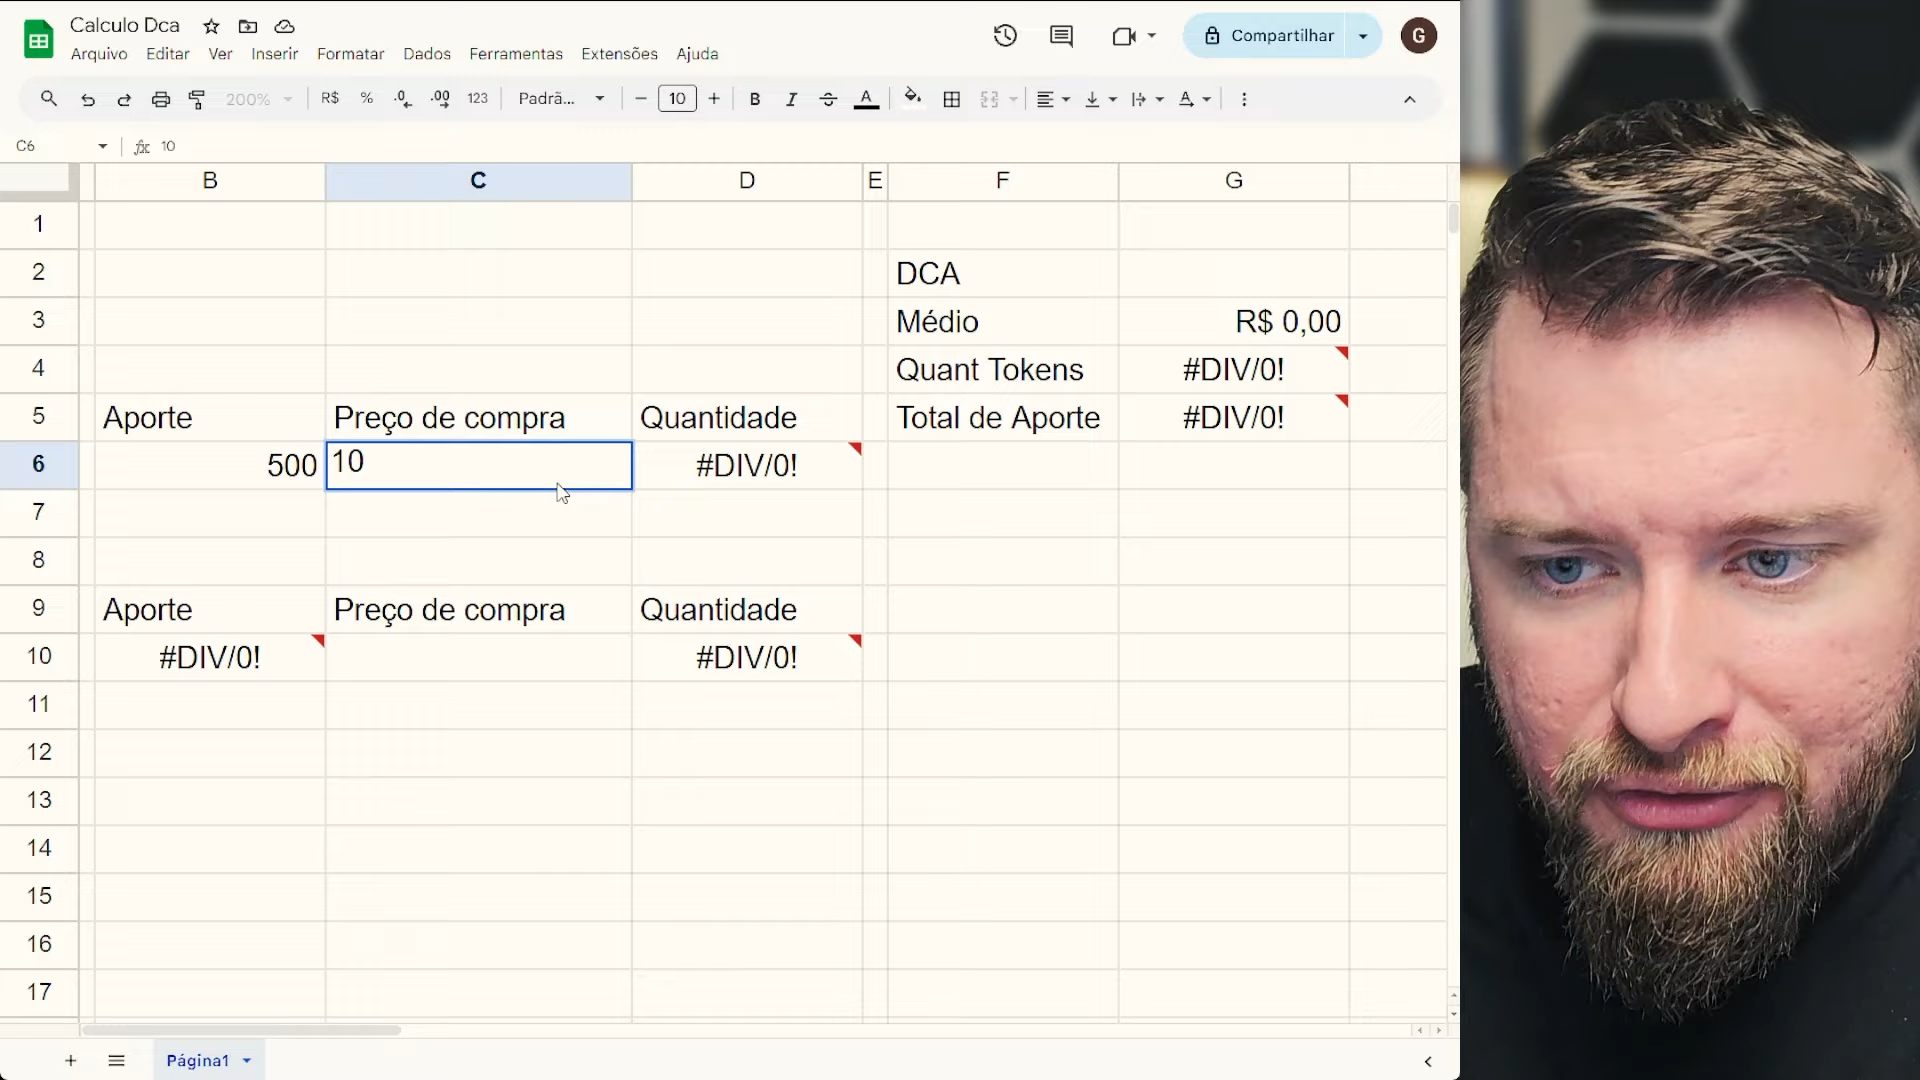 Calculo Dca
Arquivo Editar Ver Inserir Formatar Dados Ferramentas Extensões Ajuda
Compartilhar
G
200% R$ % .0 .00 123 Padrã... − 10 + B I S A
C6 fx 10
B C D E F G
1
2 DCA
3 Médio R$ 0,00
4 Quant Tokens #DIV/0!
5 Aporte Preço de compra Quantidade Total de Aporte #DIV/0!
6 500 10 #DIV/0!
7
8
9 Aporte Preço de compra Quantidade
10 #DIV/0! #DIV/0!
11
12
13
14
15
16
17
Página1